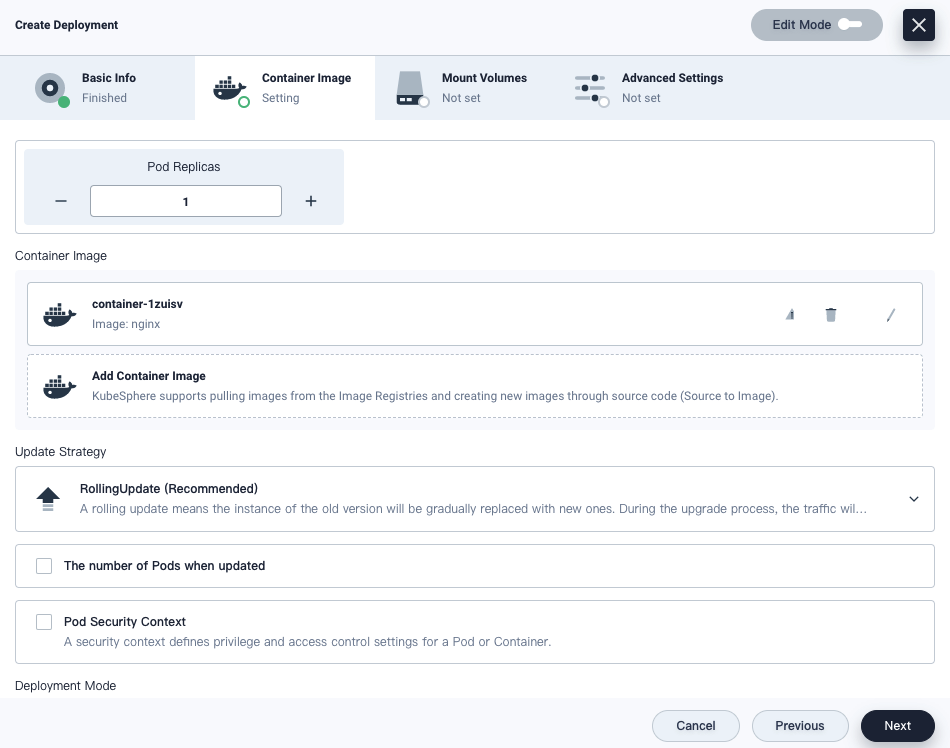 Create Deployment
Edit Mode
Basic Info
Finished
Container Image
Setting
Mount Volumes
Not set
Advanced Settings
Not set
Pod Replicas
1
Container Image
container-1zuisv
Image: nginx
Add Container Image
KubeSphere supports pulling images from the Image Registries and creating new images through source code (Source to Image).
Update Strategy
RollingUpdate (Recommended)
A rolling update means the instance of the old version will be gradually replaced with new ones. During the upgrade process, the traffic wil...
The number of Pods when updated
Pod Security Context
A security context defines privilege and access control settings for a Pod or Container.
Deployment Mode
Cancel
Previous
Next